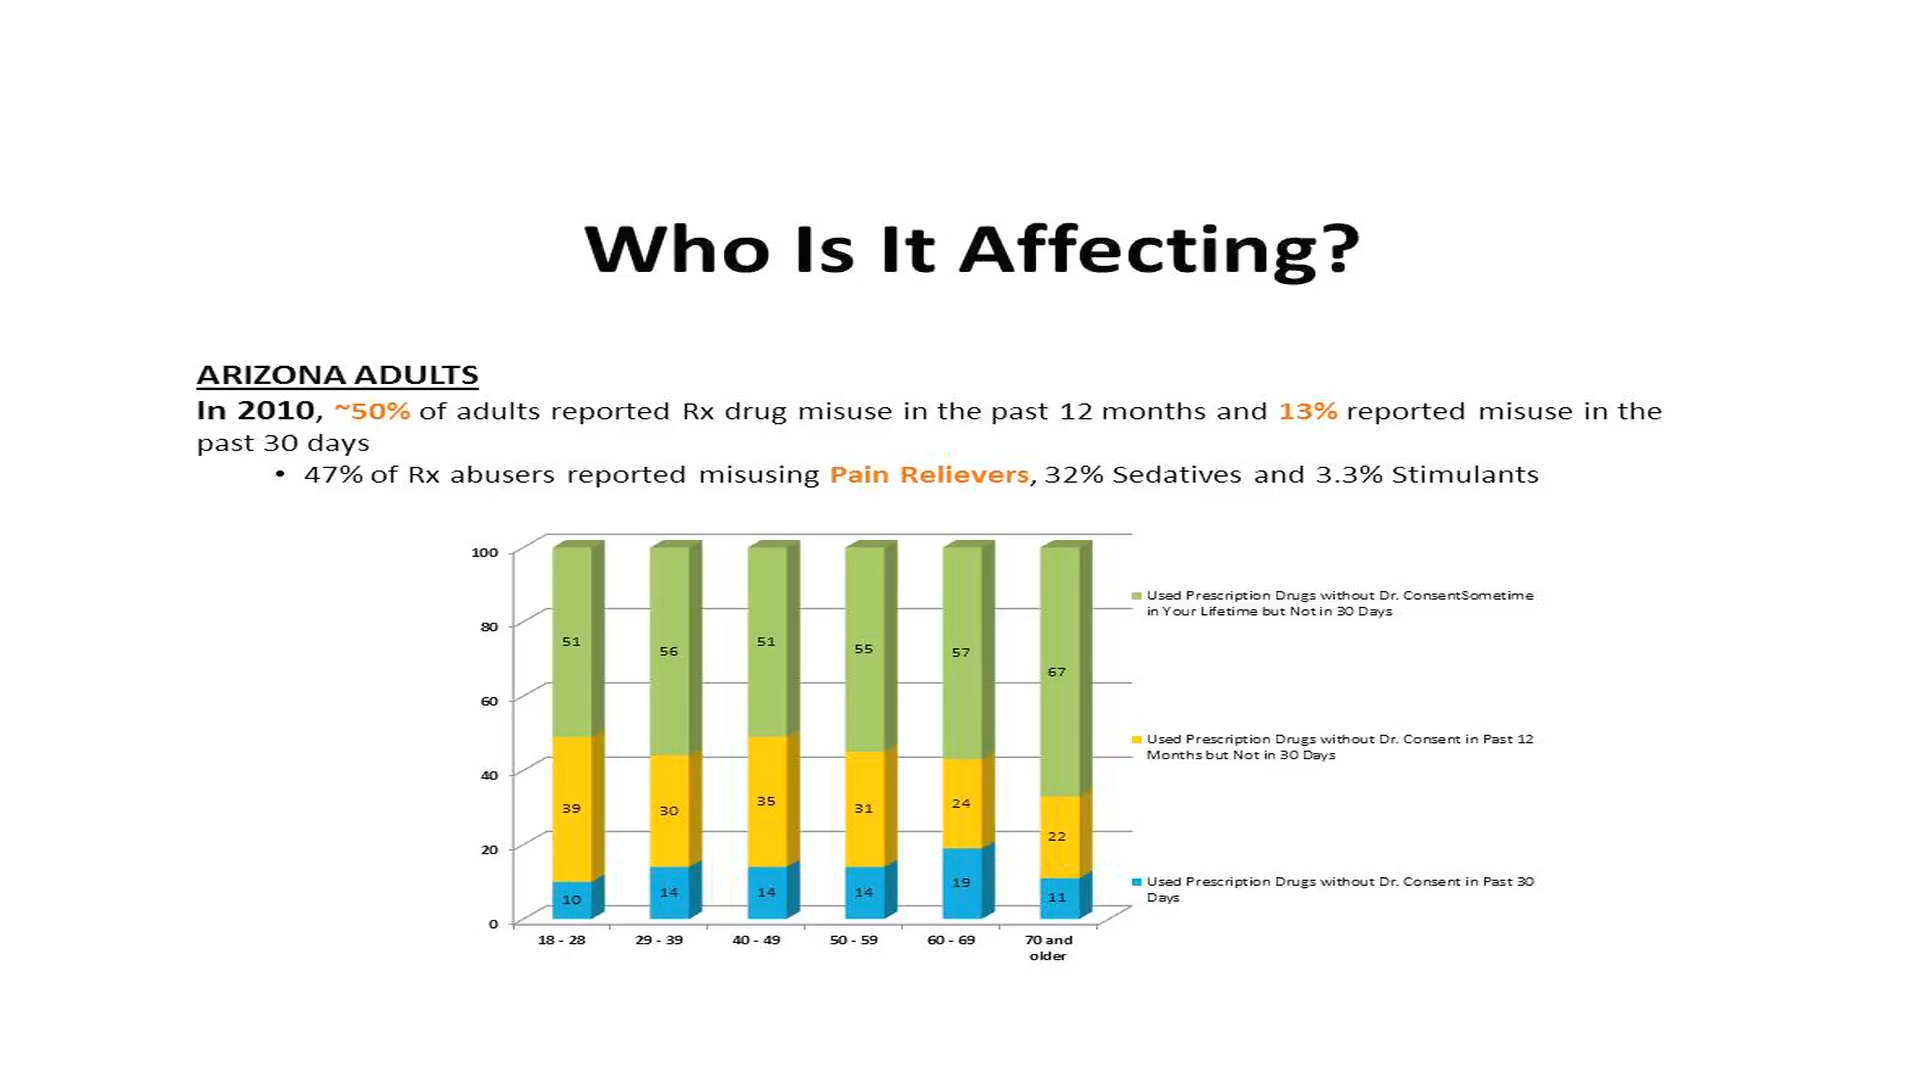 Who Is It Affecting?
ARIZONA ADULTS
In 2010, ~50% of adults reported Rx drug misuse in the past 12 months and 13% reported misuse in the
past 30 days
• 47% of Rx abusers reported misusing Pain Relievers, 32% Sedatives and 3.3% Stimulants
100
80
60
40
20
0
51 56 51 55 57 67
39 30 35 31 24 22
10 14 14 14 19 11
18 - 28 29 - 39 40 - 49 50 - 59 60 - 69 70 and
older
Used Prescription Drugs without Dr. ConsentSometime
in Your Lifetime but Not in 30 Days
Used Prescription Drugs without Dr. Consent in Past 12
Months but Not in 30 Days
Used Prescription Drugs without Dr. Consent in Past 30
Days